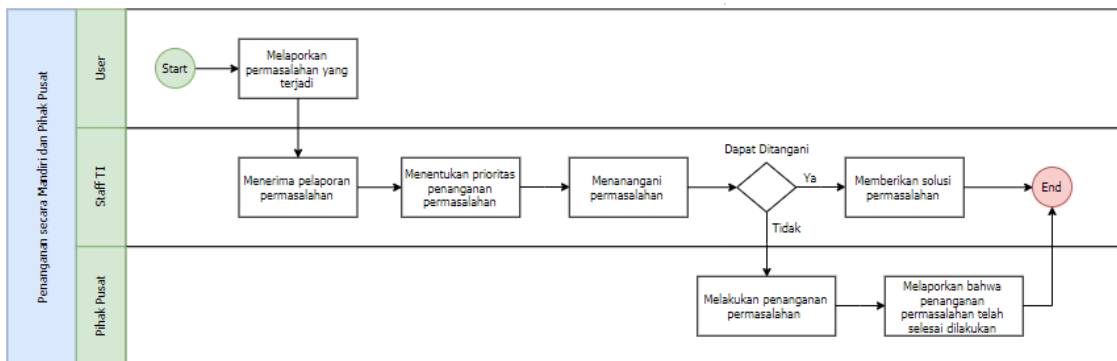 Penanganan secara Mandiri dan Pihak Pusat
User
Start
Melaporkan
permasalahan yang
terjadi
Staff TI
Menerima pelaporan
permasalahan
Menentukan prioritas
penanganan
permasalahan
Menanangani
permasalahan
Dapat Ditangani
Ya
Tidak
Memberikan solusi
permasalahan
End
Pihak Pusat
Melakukan penanganan
permasalahan
Melaporkan bahwa
penanganan
permasalahan telah
selesai dilakukan